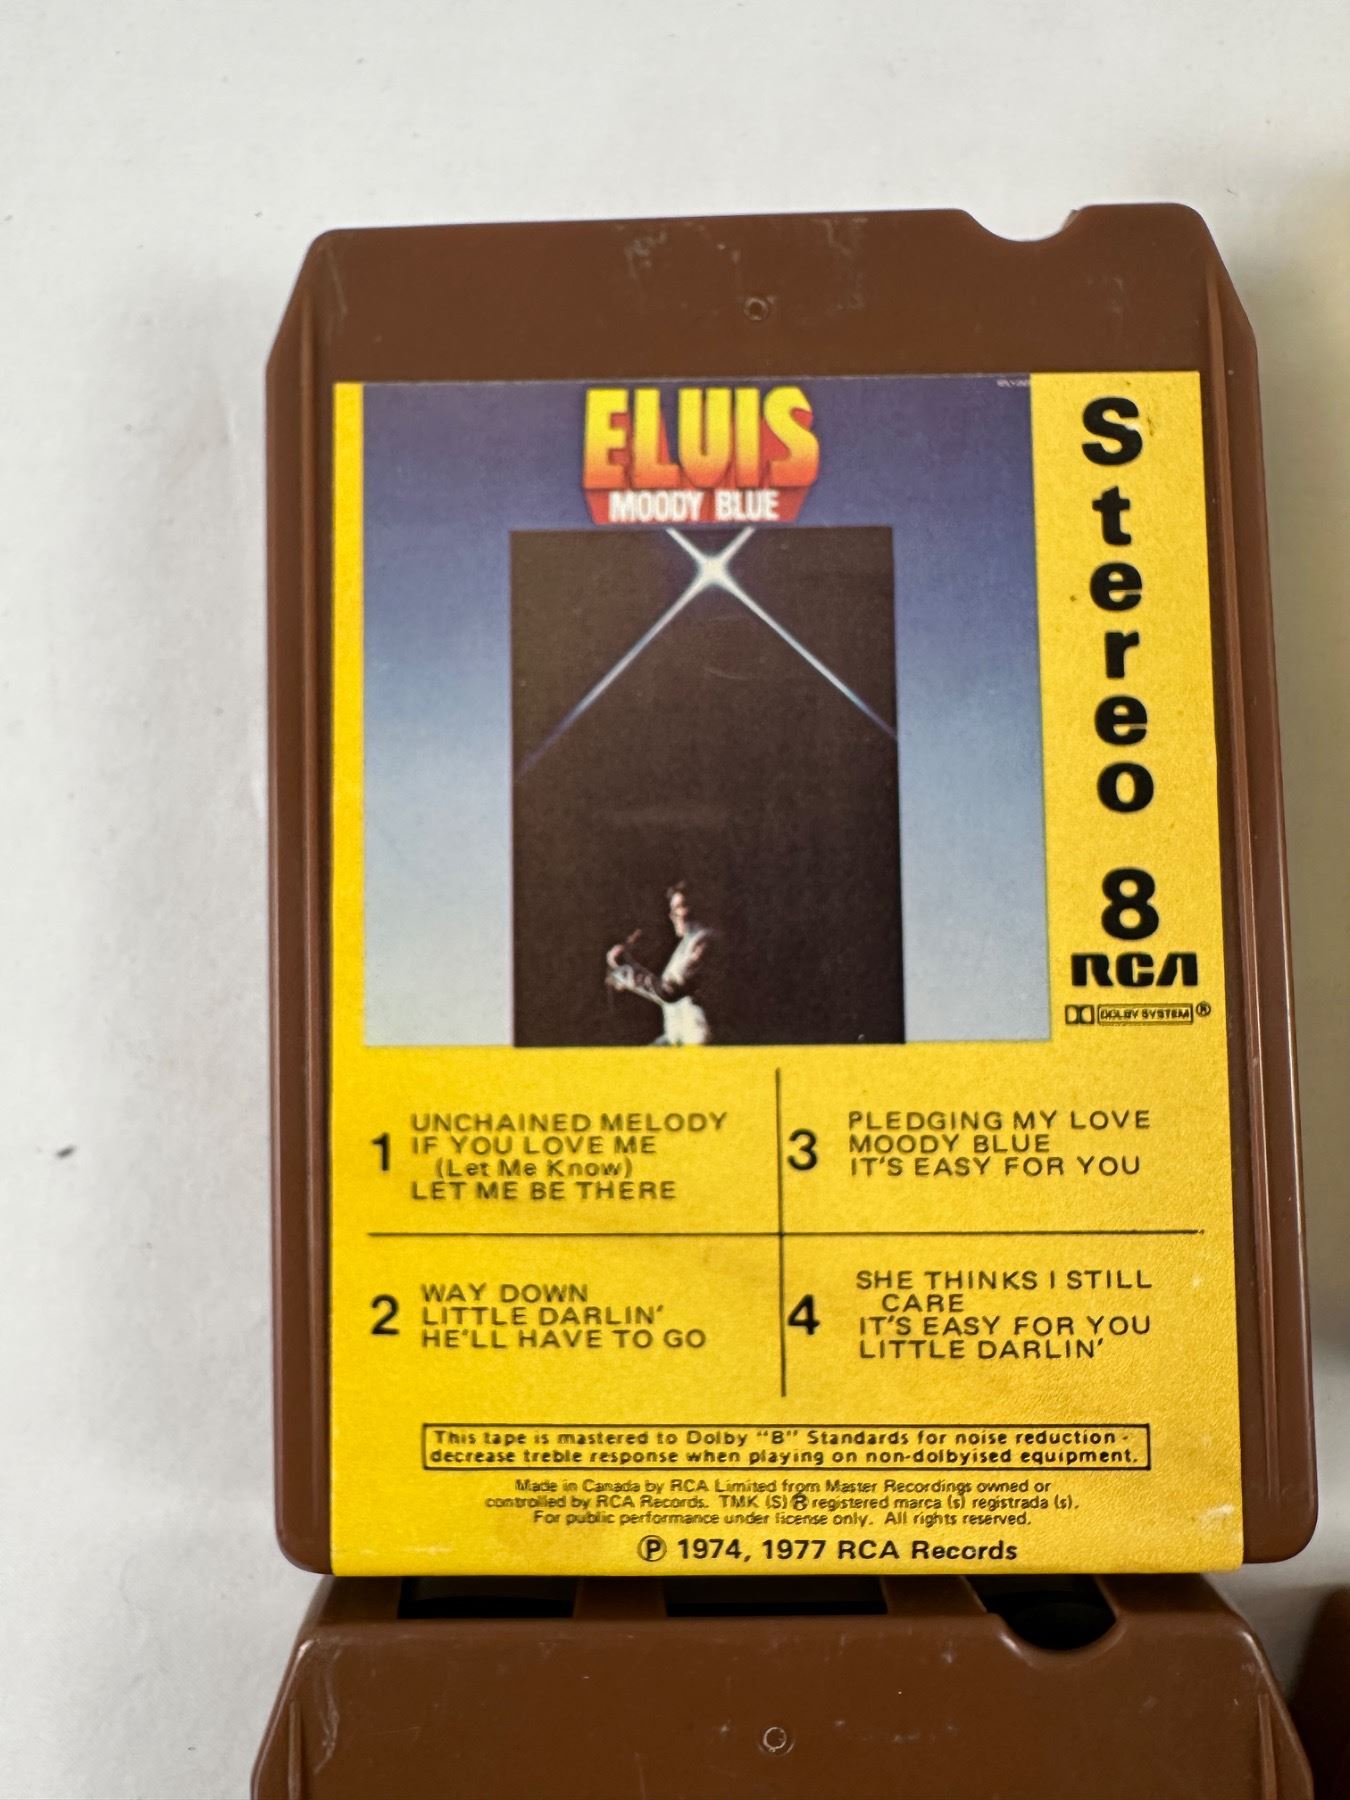 ELVIS
MOODY BLUE
Stereo 8
RCA
DOLBY SYSTEM ®
1
UNCHAINED MELODY
IF YOU LOVE ME
(Let Me Know)
LET ME BE THERE
2
WAY DOWN
LITTLE DARLIN'
HE'LL HAVE TO GO
3
PLEDGING MY LOVE
MOODY BLUE
IT'S EASY FOR YOU
4
SHE THINKS I STILL
CARE
IT'S EASY FOR YOU
LITTLE DARLIN'
This tape is mastered to Dolby "B" Standards for noise reduction -
decrease treble response when playing on non-dolbyised equipment.
Made in Canada by RCA Limited from Master Recordings owned or
controlled by RCA Records. TMK (S) ® registered marca (s) registrada (s).
For public performance under license only. All rights reserved.
℗ 1974, 1977 RCA Records